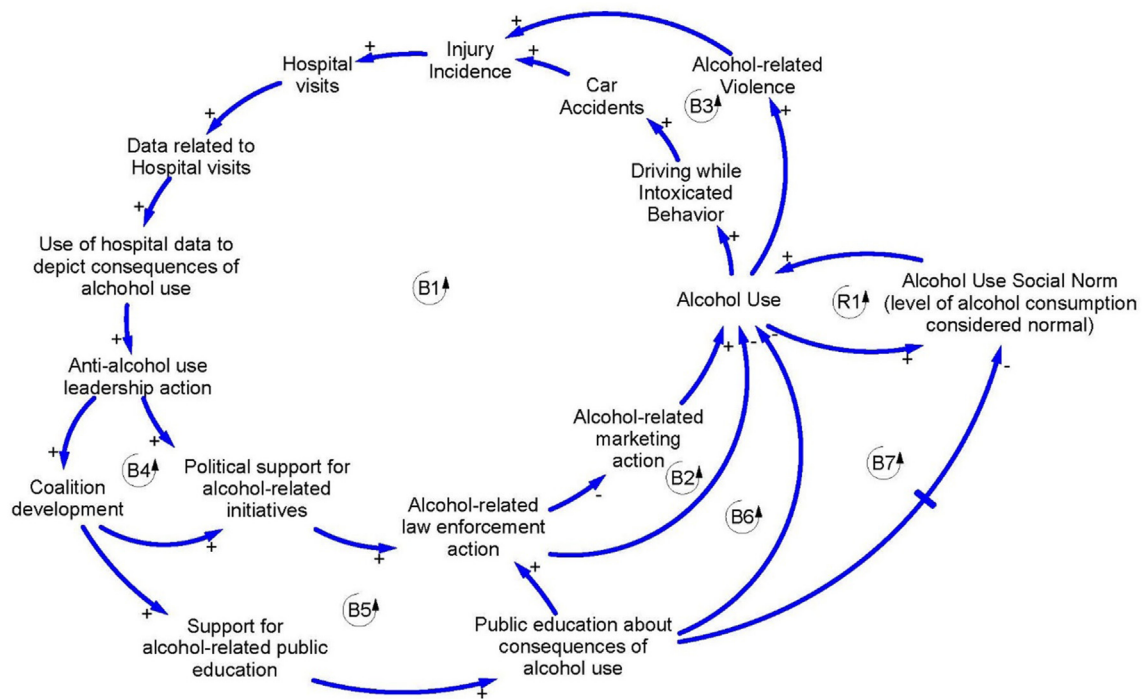 Injury
Incidence
+
+
+
Hospital
visits
Alcohol-related
Violence
Car
Accidents
B3
+
+
+
Data related to
Hospital visits
Driving while
Intoxicated
Behavior
+
+
Use of hospital data to
depict consequences of
alchohol use
B1
+
Alcohol Use
R1
Alcohol Use Social Norm
(level of alcohol consumption
considered normal)
+
+
-
-
+
-
Anti-alcohol use
leadership action
+
+
B4
Coalition
development
Political support for
alcohol-related
initiatives
Alcohol-related
marketing
action
B2
B7
-
Alcohol-related
law enforcement
action
B6
+
+
+
B5
+
Support for
alcohol-related public
education
Public education about
consequences of
alcohol use
+